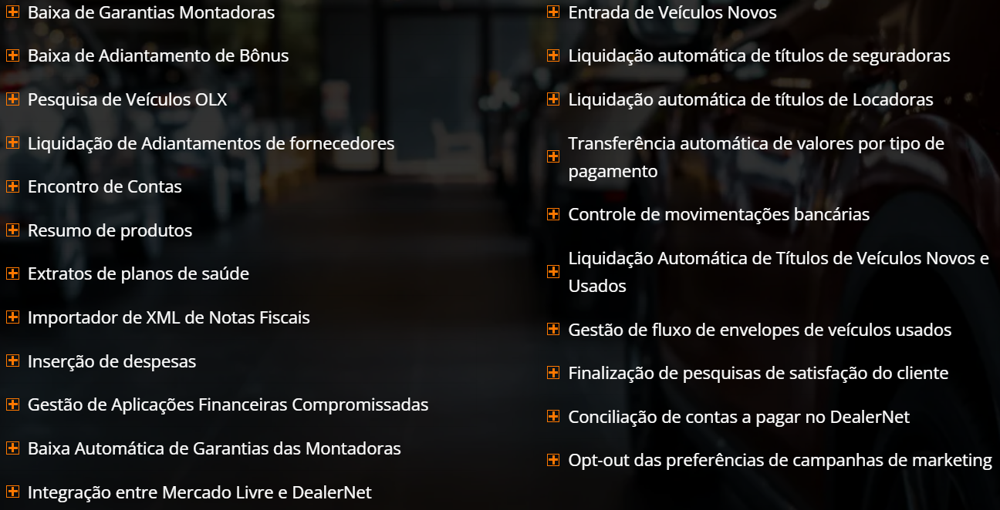 Baixa de Garantias Montadoras
Baixa de Adiantamento de Bônus
Pesquisa de Veículos OLX
Liquidação de Adiantamentos de fornecedores
Encontro de Contas
Resumo de produtos
Extratos de planos de saúde
Importador de XML de Notas Fiscais
Inserção de despesas
Gestão de Aplicações Financeiras Compromissadas
Baixa Automática de Garantias das Montadoras
Integração entre Mercado Livre e DealerNet
Entrada de Veículos Novos
Liquidação automática de títulos de seguradoras
Liquidação automática de títulos de Locadoras
Transferência automática de valores por tipo de
pagamento
Controle de movimentações bancárias
Liquidação Automática de Títulos de Veículos Novos e
Usados
Gestão de fluxo de envelopes de veículos usados
Finalização de pesquisas de satisfação do cliente
Conciliação de contas a pagar no DealerNet
Opt-out das preferências de campanhas de marketing